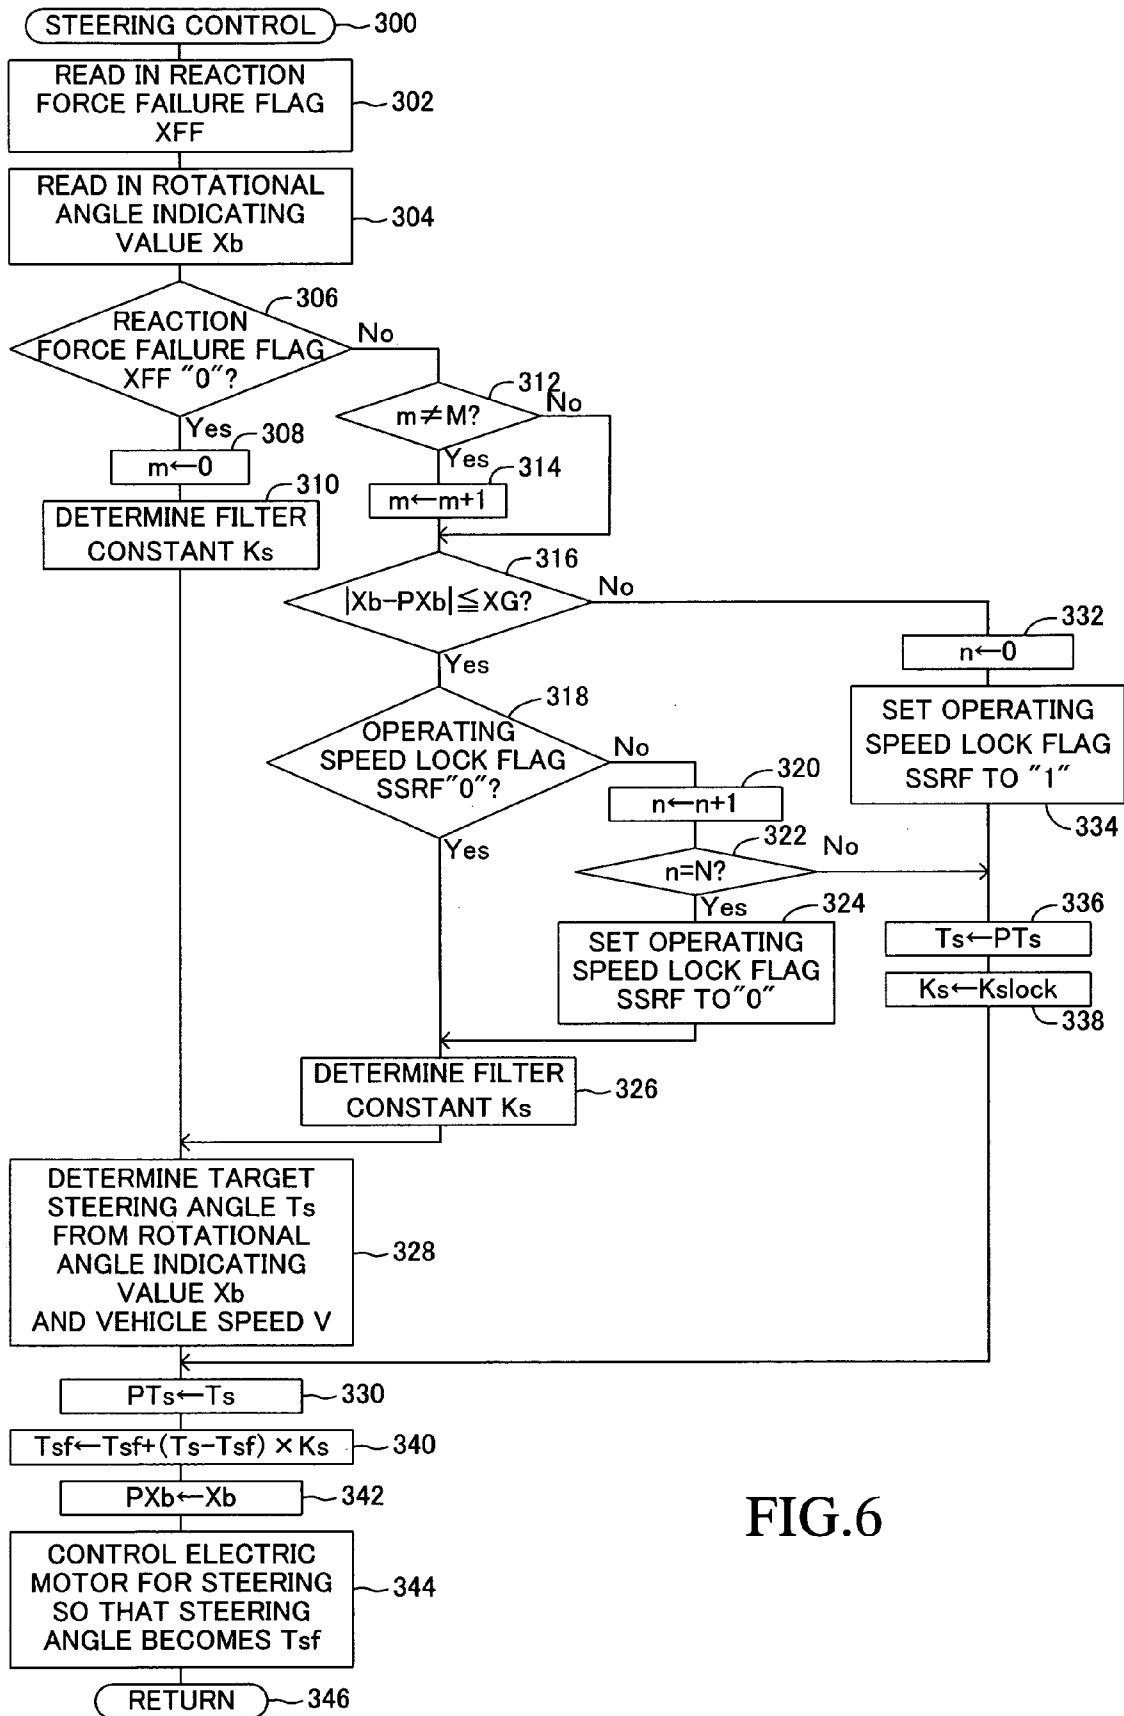 STEERING CONTROL
300
READ IN REACTION
FORCE FAILURE FLAG
XFF
302
READ IN ROTATIONAL
ANGLE INDICATING
VALUE Xb
304
306
REACTION
FORCE FAILURE FLAG
XFF "0"?
No
Yes
308
m←0
310
DETERMINE FILTER
CONSTANT Ks
312
m≠M?
No
Yes
314
m←m+1
316
|Xb-PXb|≦XG?
No
Yes
318
OPERATING
SPEED LOCK FLAG
SSRF"0"?
No
Yes
320
n←n+1
322
n=N?
No
Yes
324
SET OPERATING
SPEED LOCK FLAG
SSRF TO"0"
326
DETERMINE FILTER
CONSTANT Ks
332
n←0
SET OPERATING
SPEED LOCK FLAG
SSRF TO "1"
334
336
Ts←PTs
Ks←Kslock
338
DETERMINE TARGET
STEERING ANGLE Ts
FROM ROTATIONAL
ANGLE INDICATING
VALUE Xb
AND VEHICLE SPEED V
328
PTs←Ts
330
Tsf←Tsf+(Ts-Tsf)×Ks
340
PXb←Xb
342
CONTROL ELECTRIC
MOTOR FOR STEERING
SO THAT STEERING
ANGLE BECOMES Tsf
344
RETURN
346
FIG.6